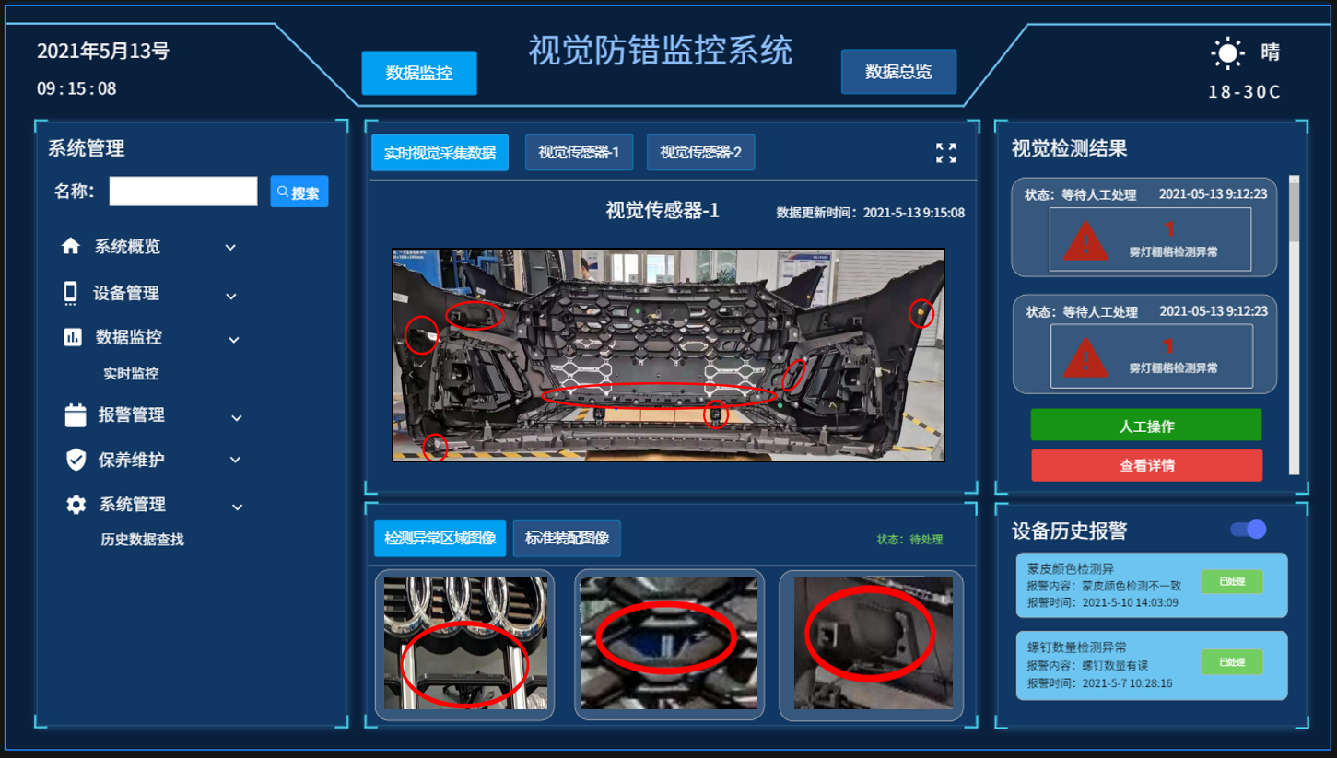 2021年5月13号
09:15:08
数据监控
视觉防错监控系统
数据总览
晴
18-30C
系统管理
名称：
搜索
系统概览
设备管理
数据监控
实时监控
报警管理
保养维护
系统管理
历史数据查找
实时视觉采集数据
视觉传感器-1
视觉传感器-2
视觉传感器-1
数据更新时间：2021-5-13 9:15:08
检测异常区域图像
标准装配图像
状态：待处理
视觉检测结果
状态：等待人工处理
2021-05-13 9:12:23
1
雾灯栅格检测异常
状态：等待人工处理
2021-05-13 9:12:23
1
雾灯栅格检测异常
人工操作
查看详情
设备历史报警
蒙皮颜色检测异
报警内容：蒙皮颜色检测不一致
报警时间：2021-5-10 14:03:09
已处理
螺钉数量检测异常
报警内容：螺钉数量有误
报警时间：2021-5-7 10:28:16
已处理